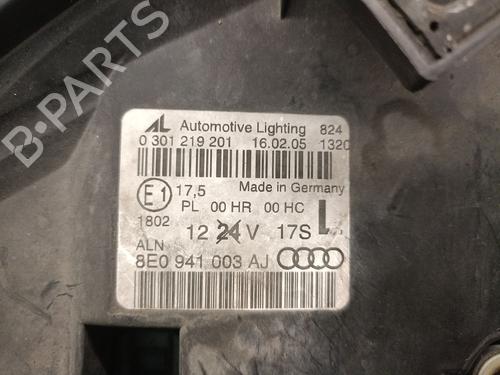 AL Automotive Lighting 824
0 301 219 201 16.02.05 1320
E1 17,5 Made in Germany
PL 00 HR 00 HC
1802 12 24 V 17S L
ALN
8E0 941 003 AJ
B-PARTS